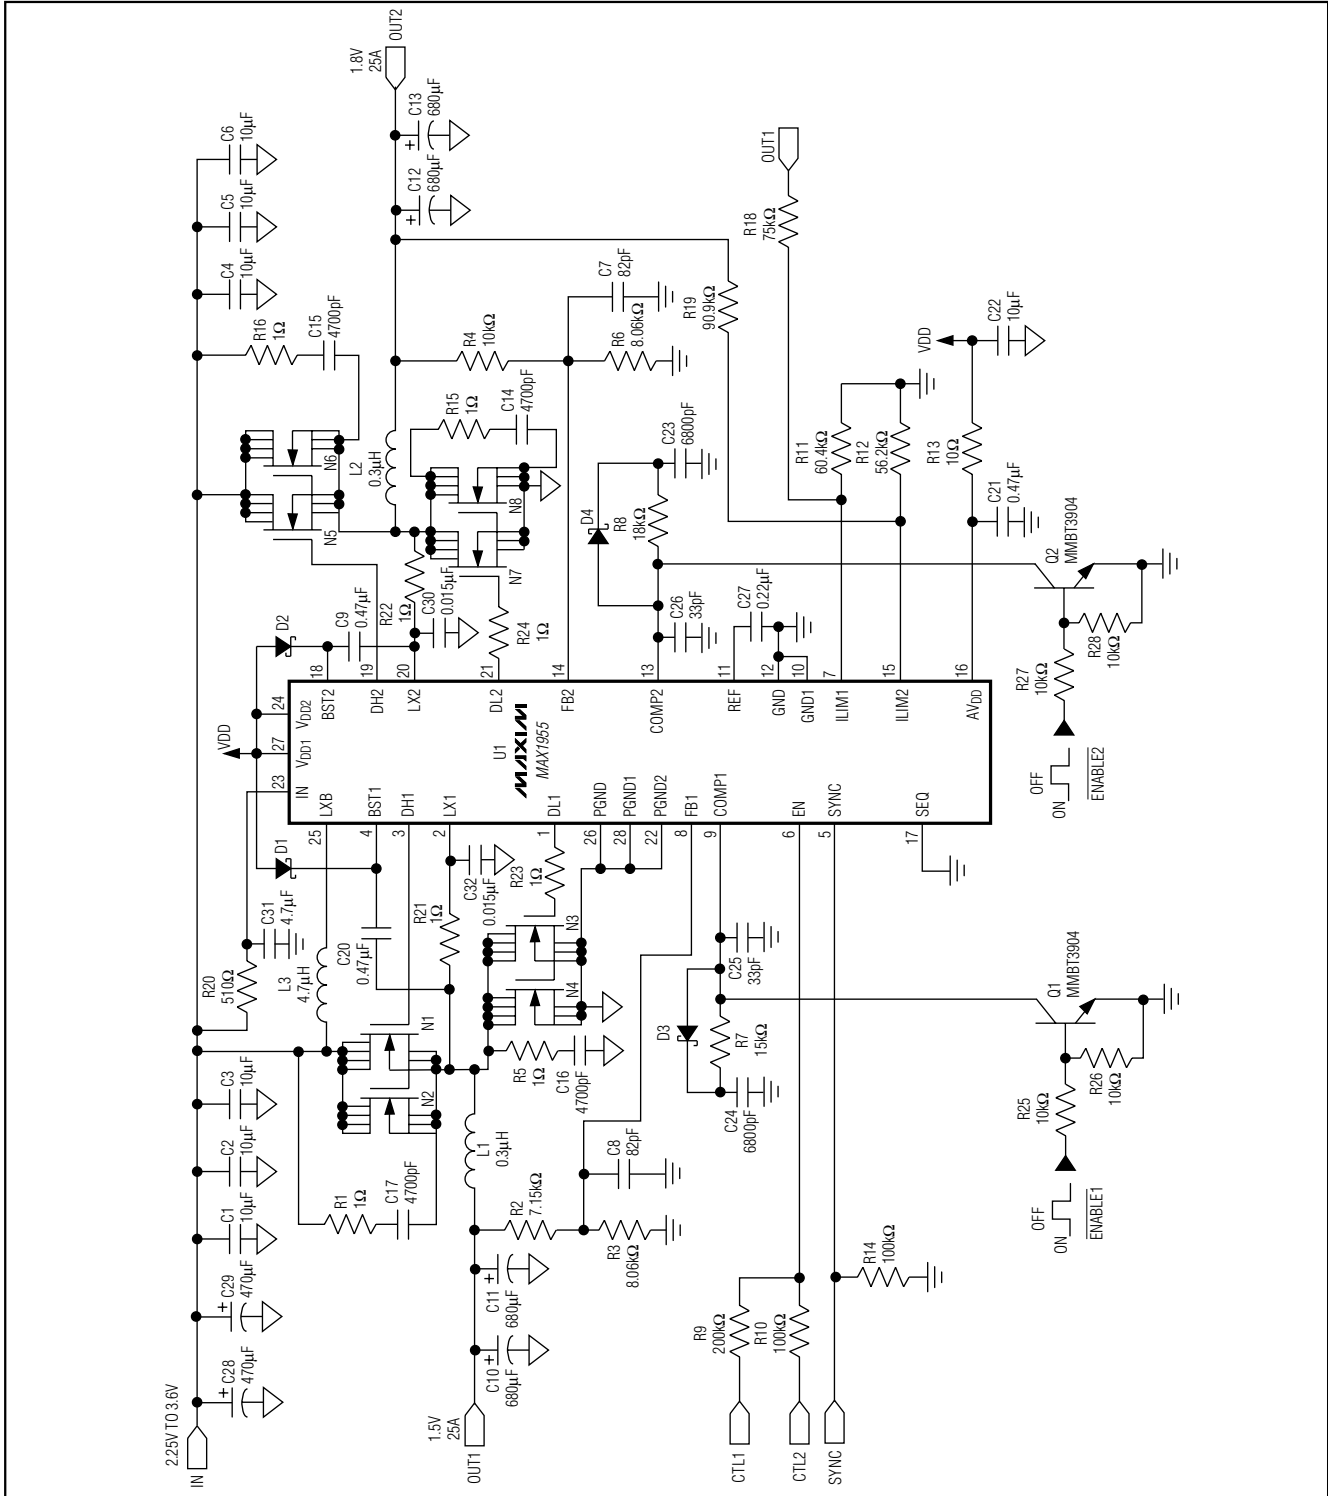 2.25V TO 3.6V
IN
C28
470µF
C29
470µF
C1
10µF
C2
10µF
C3
10µF
R20
510Ω
C31
4.7µF
L3
4.7µH
R1
1Ω
C17
4700pF
N2
N1
C20
0.47µF
D1
R21
1Ω
C32
0.015µF
R23
1Ω
N4
N3
R5
1Ω
C16
4700pF
L1
0.3µH
1.5V
25A
OUT1
C10
680µF
C11
680µF
R2
7.15kΩ
R3
8.06kΩ
C8
82pF
D3
R7
15kΩ
C24
6800pF
C25
33pF
CTL1
R9
200kΩ
CTL2
R10
100kΩ
SYNC
R14
100kΩ
OFF
ON
ENABLE1
R25
10kΩ
R26
10kΩ
Q1
MMBT3904
VDD
23
IN
27
VDD1
24
VDD2
25
LXB
4
BST1
3
DH1
2
LX1
1
DL1
26
PGND
28
PGND1
22
PGND2
8
FB1
9
COMP1
6
EN
5
SYNC
17
SEQ
U1
MAXIM
MAX1955
18
BST2
19
DH2
20
LX2
21
DL2
14
FB2
13
COMP2
11
REF
12
GND
10
GND1
7
ILIM1
15
ILIM2
16
AVDD
D2
C9
0.47µF
R22
1Ω
C30
0.015µF
R24
1Ω
N5
N6
N7
N8
L2
0.3µH
R16
1Ω
C15
4700pF
R15
1Ω
C14
4700pF
C4
10µF
C5
10µF
C6
10µF
1.8V
25A
OUT2
C12
680µF
C13
680µF
R4
10kΩ
R6
8.06kΩ
C7
82pF
D4
R8
18kΩ
C23
6800pF
C26
33pF
C27
0.22µF
R19
90.9kΩ
R18
75kΩ
OUT1
R11
60.4kΩ
R12
56.2kΩ
R13
10Ω
C21
0.47µF
VDD
C22
10µF
OFF
ON
ENABLE2
R27
10kΩ
R28
10kΩ
Q2
MMBT3904